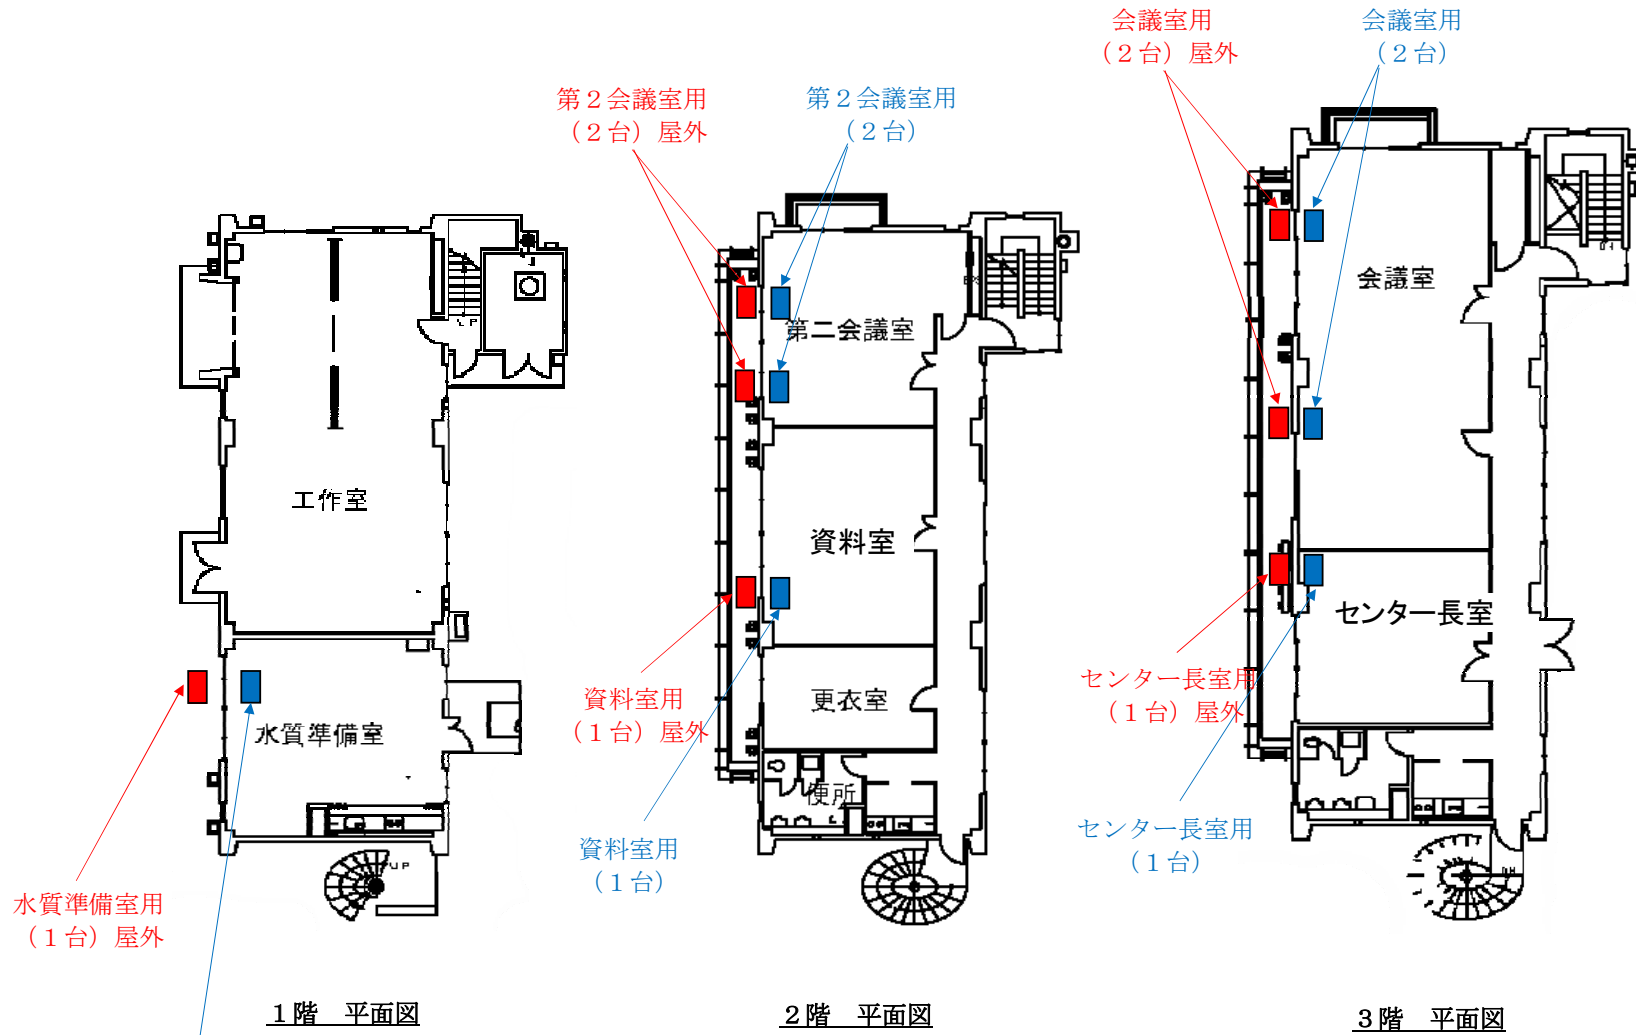 会議室用
（２台）屋外
会議室用
（２台）
第２会議室用
（２台）屋外
第２会議室用
（２台）
会議室
第二会議室
工作室
資料室
センター長室
水質準備室
更衣室
便所
センター長室用
（１台）屋外
資料室用
（１台）屋外
センター長室用
（１台）
資料室用
（１台）
水質準備室用
（１台）屋外
UP
１階　平面図
２階　平面図
３階　平面図